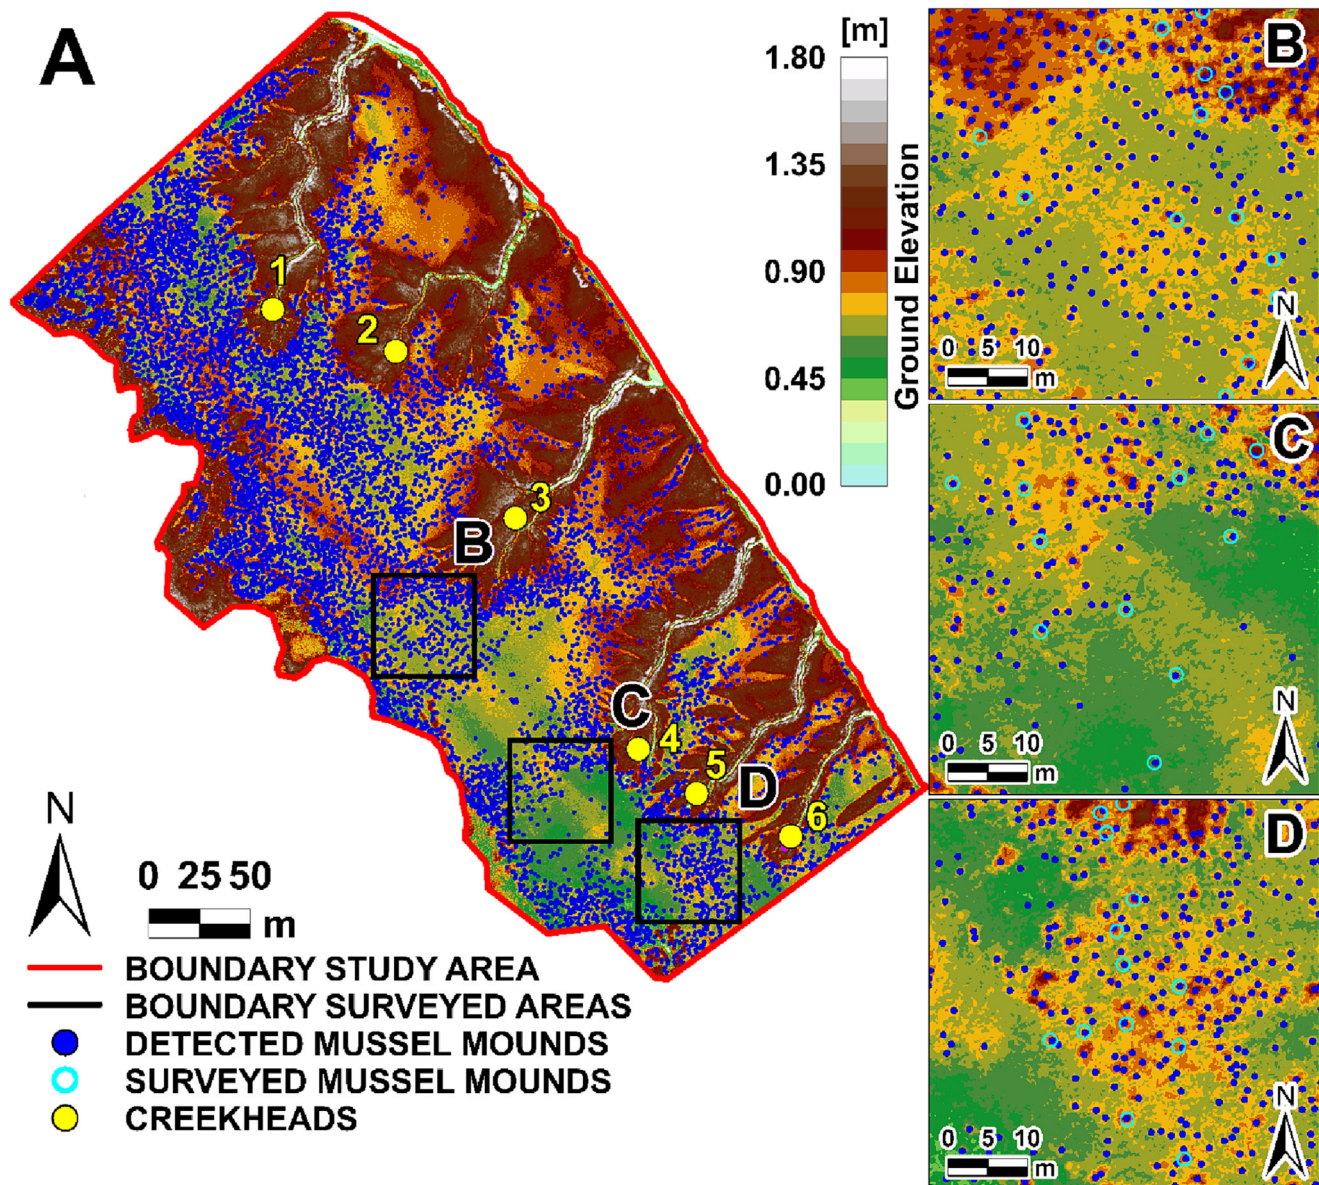 A
[m]
1.80
1.35
0.90
0.45
0.00
Ground Elevation
1
2
3
4
5
6
B
C
D
N
0 25 50
m
BOUNDARY STUDY AREA
BOUNDARY SURVEYED AREAS
DETECTED MUSSEL MOUNDS
SURVEYED MUSSEL MOUNDS
CREEKHEADS
B
N
0 5 10
m
C
N
0 5 10
m
D
N
0 5 10
m